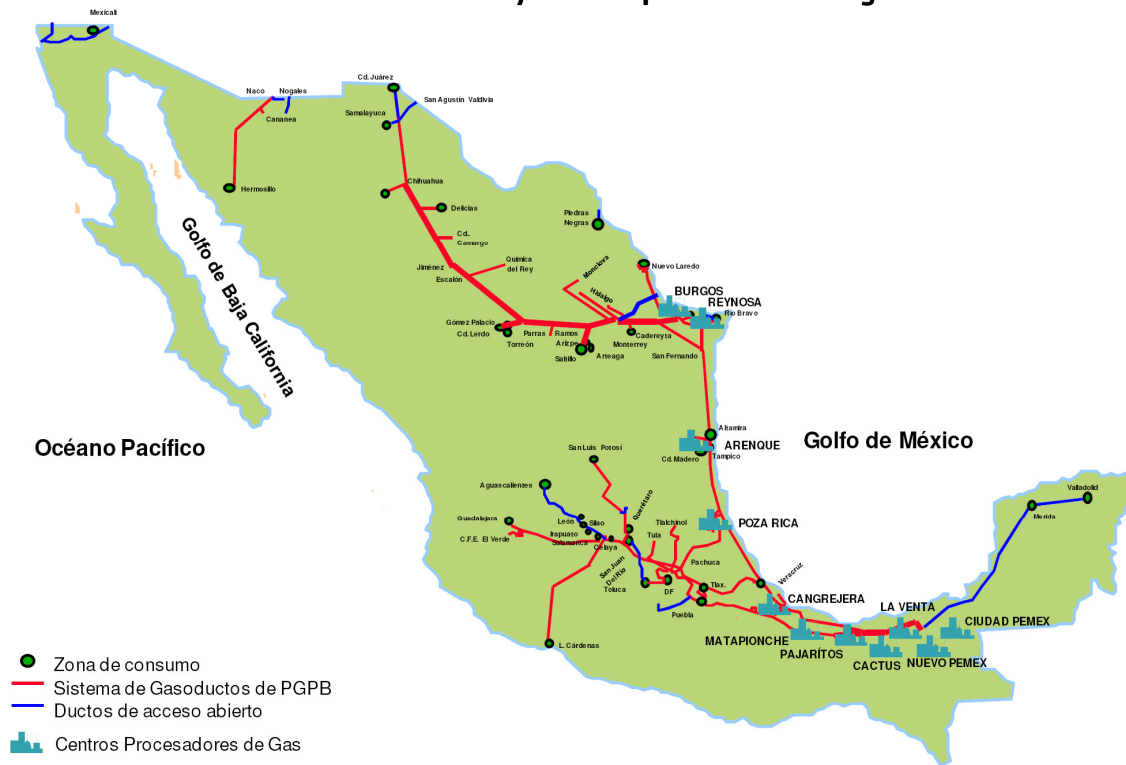 Mexicali
Naco
Nogales
Cananea
Hermosillo
Cd. Juárez
San Agustín Valdivia
Samalayuca
Chihuahua
Delicias
Cd.
Camargo
Jiménez
Escalón
Química
del Rey
Piedras
Negras
Nuevo Laredo
Monclova
Hidalgo
BURGOS
REYNOSA
Río Bravo
Gómez Palacio
Cd. Lerdo
Torreón
Parras
Ramos
Arizpe
Saltillo
Arteaga
Monterrey
Cadereyta
San Fernando
Golfo de Baja California
Océano Pacífico
Golfo de México
Altamira
ARENQUE
Cd. Madero
Tampico
San Luis Potosí
Aguascalientes
Guadalajara
C.F.E. El Verde
León
Silao
Irapuato
Salamanca
Celaya
Querétaro
Tlalchinol
Tula
POZA RICA
San Juan
Del Río
Toluca
DF
Pachuca
Tlax.
Puebla
Veracruz
CANGREJERA
MATAPIONCHE
PAJARÍTOS
LA VENTA
CACTUS
NUEVO PEMEX
CIUDAD PEMEX
Merida
Valladolid
L. Cárdenas
Zona de consumo
Sistema de Gasoductos de PGPB
Ductos de acceso abierto
Centros Procesadores de Gas